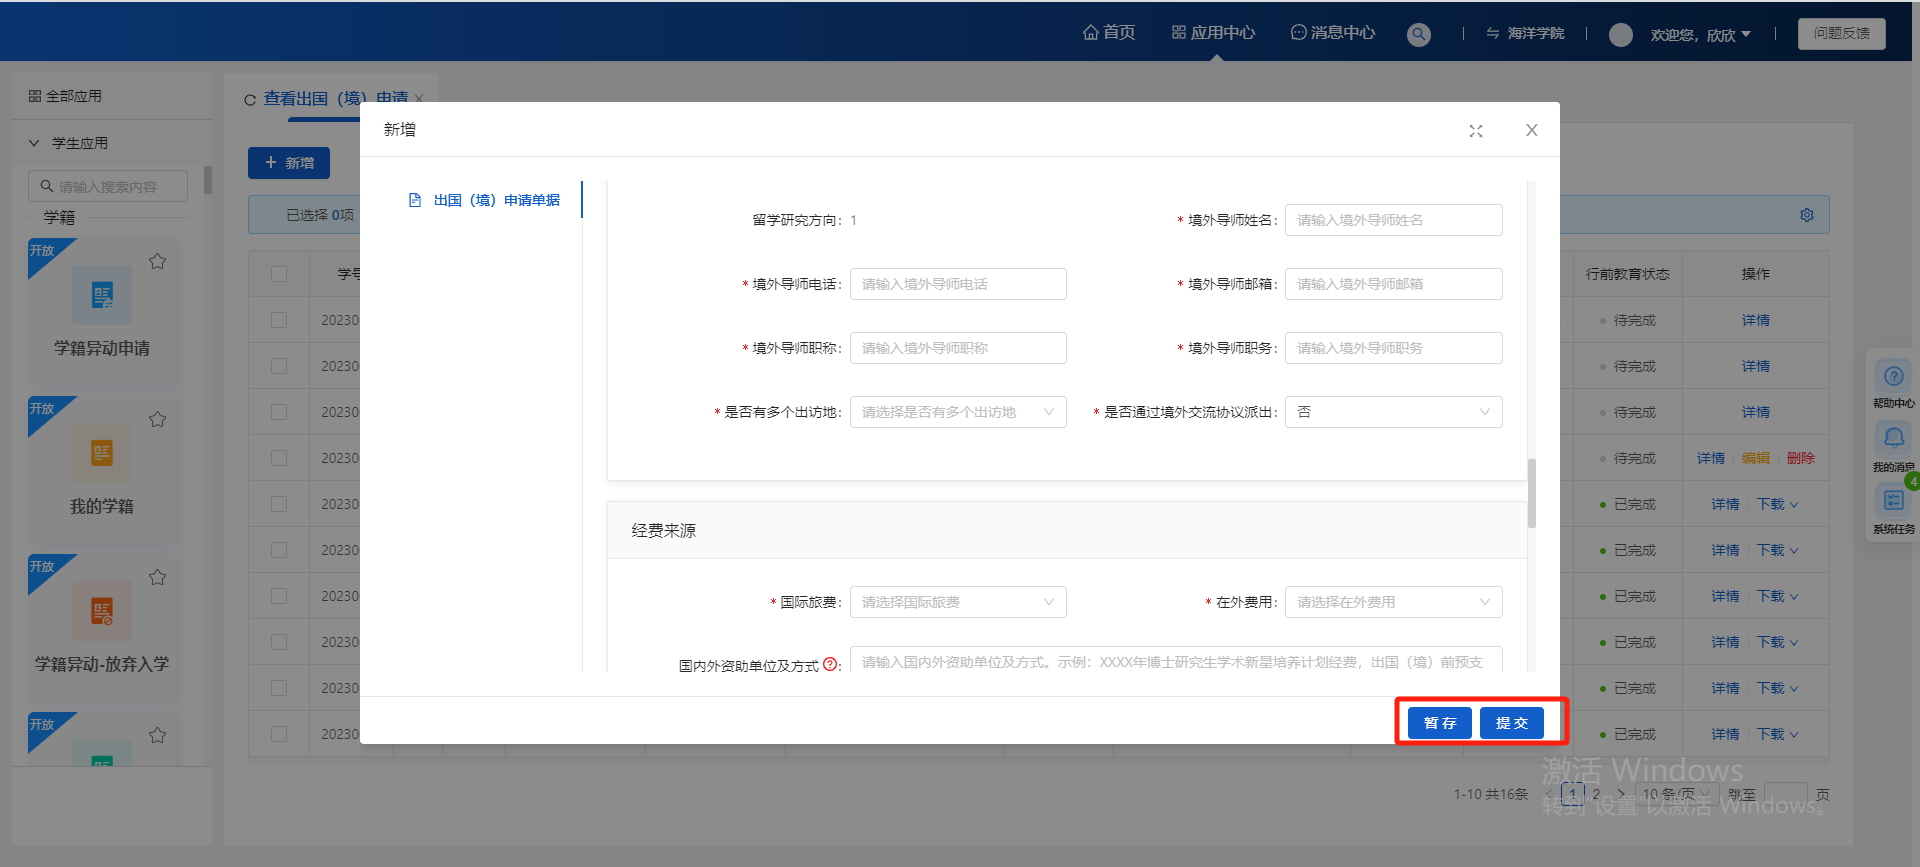 首页 应用中心 消息中心 海洋学院 欢迎您，欣欣 问题反馈
全部应用
学生应用
请输入搜索内容
学籍
开放
学籍异动申请
开放
我的学籍
开放
学籍异动-放弃入学
开放
查看出国（境）申请
+ 新增
已选择 0项
学号 行前教育状态 操作
20230 待完成 详情
20230 待完成 详情
20230 待完成 详情
20230 待完成 详情 编辑 删除
20230 已完成 详情 下载
20230 已完成 详情 下载
20230 已完成 详情 下载
20230 已完成 详情 下载
20230 已完成 详情 下载
20230 已完成 详情 下载
新增
出国（境）申请单据
留学研究方向: 1
* 境外导师姓名: 请输入境外导师姓名
* 境外导师电话: 请输入境外导师电话
* 境外导师邮箱: 请输入境外导师邮箱
* 境外导师职称: 请输入境外导师职称
* 境外导师职务: 请输入境外导师职务
* 是否有多个出访地: 请选择是否有多个出访地
* 是否通过境外交流协议派出: 否
经费来源
* 国际旅费: 请选择国际旅费
* 在外费用: 请选择在外费用
国内外资助单位及方式 : 请输入国内外资助单位及方式。示例：XXXX年博士研究生学术新星培养计划经费，出国（境）前预支
暂 存 提 交
1-10 共16条 1 2 10 条/页 跳至 页
激活 Windows
转到"设置"以激活 Windows。
帮助中心
我的消息
4
系统任务